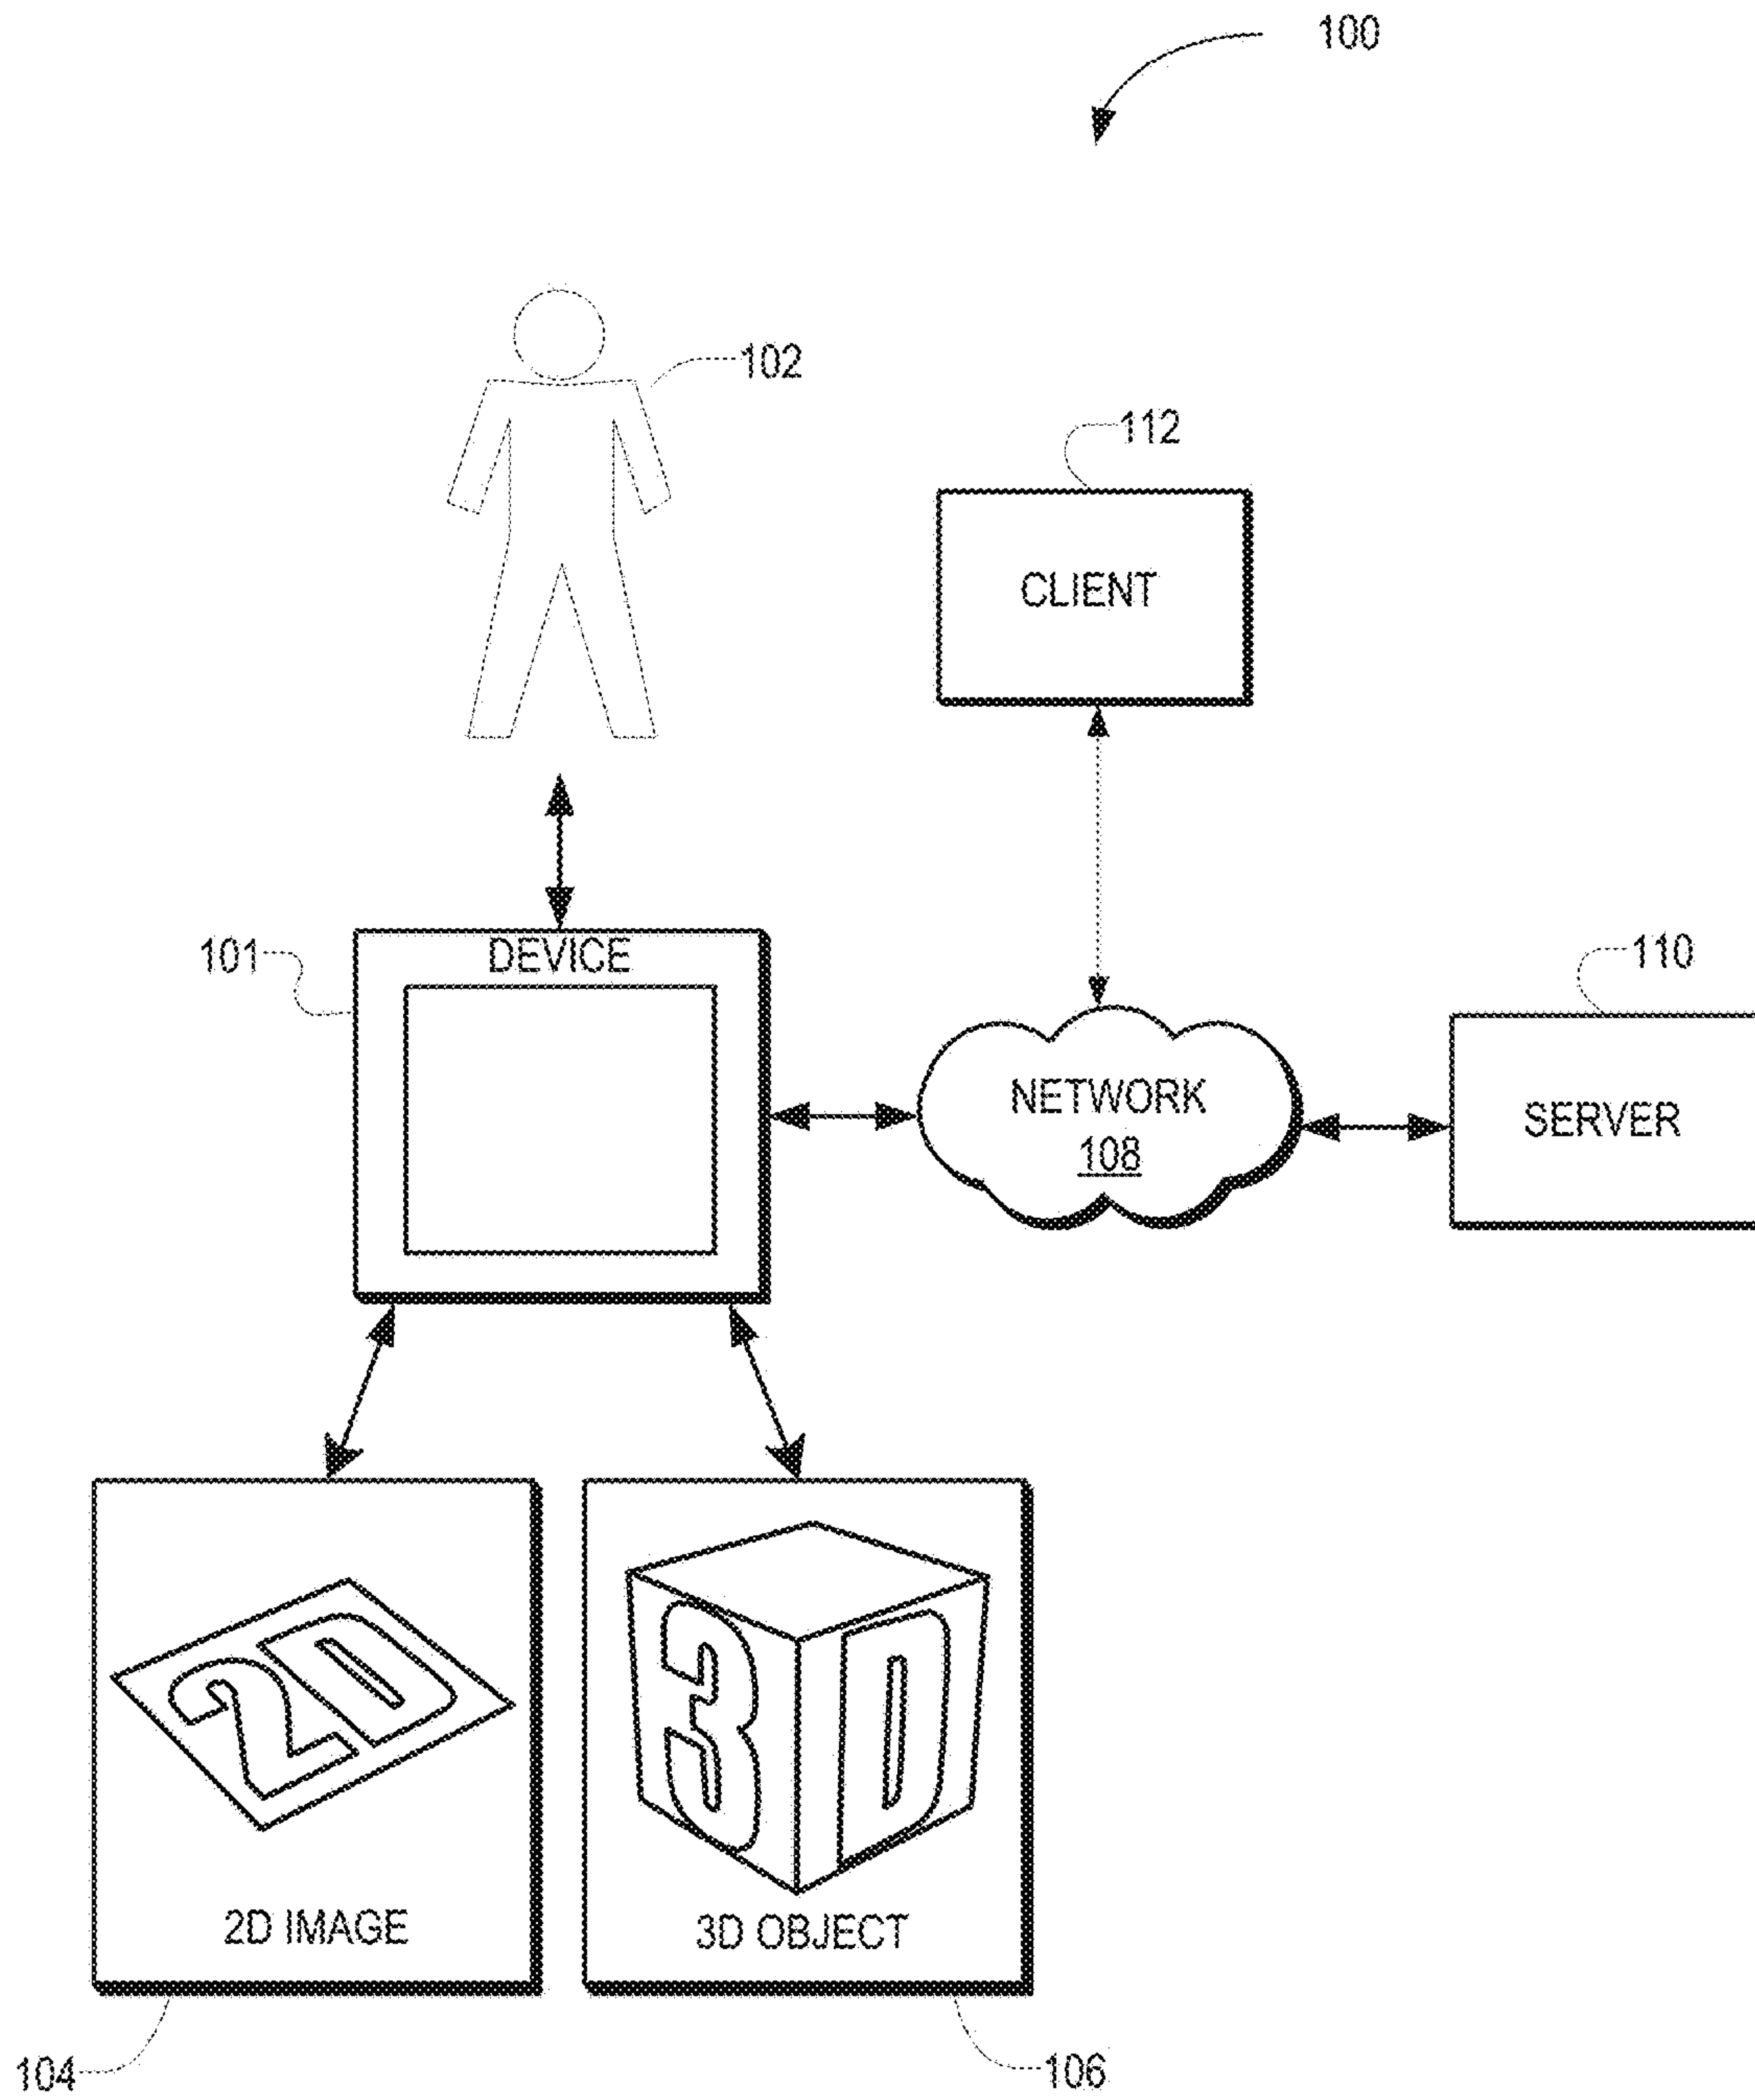 100
102
112
CLIENT
101
DEVICE
110
NETWORK
108
SERVER
2D
3D
2D IMAGE
3D OBJECT
104
106